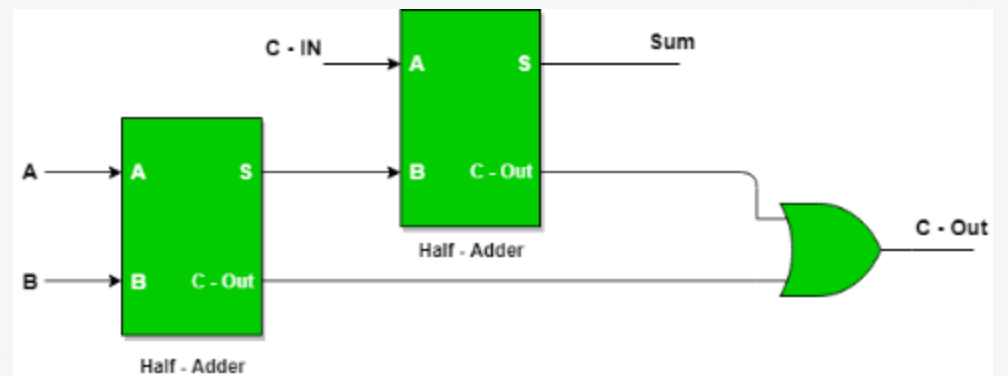 Sum
C - IN
A S
A A S B C - Out
C - Out
Half - Adder
B B C - Out
Half - Adder